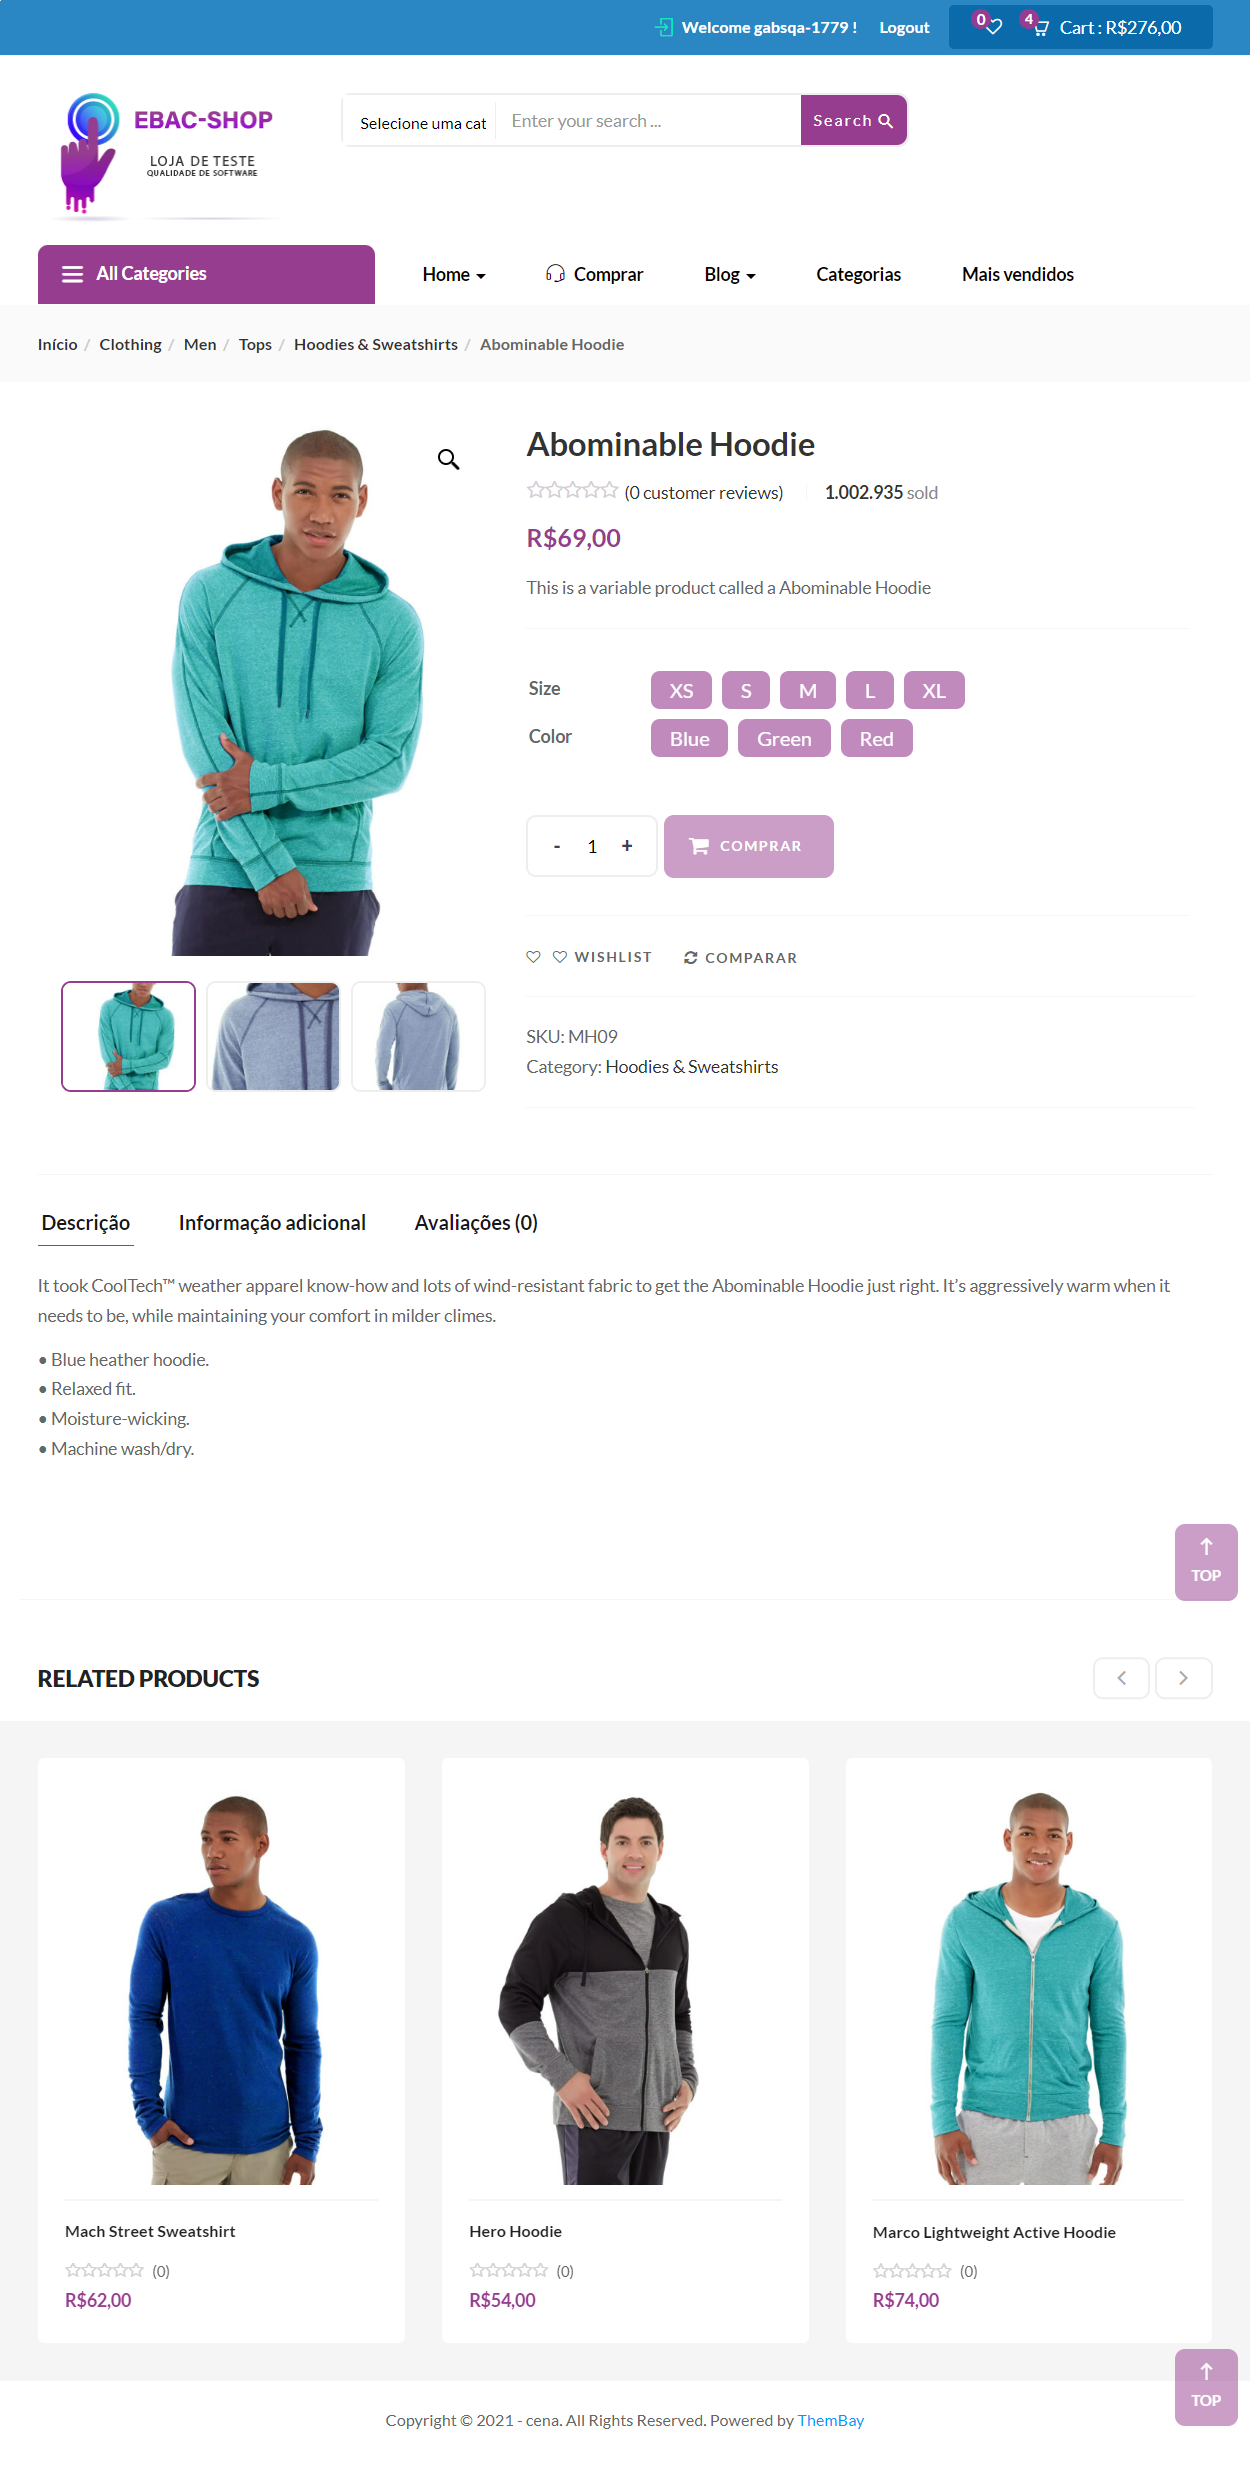 Welcome gabsqa-1779 !
Logout
0
4
Cart : R$276,00
EBAC-SHOP
LOJA DE TESTE
QUALIDADE DE SOFTWARE
Selecione uma cat
Enter your search ...
Search
All Categories
Home
Comprar
Blog
Categorias
Mais vendidos
Início / Clothing / Men / Tops / Hoodies & Sweatshirts / Abominable Hoodie
Abominable Hoodie
(0 customer reviews)
1.002.935 sold
R$69,00
This is a variable product called a Abominable Hoodie
Size
XS S M L XL
Color
Blue Green Red
- 1 +
COMPRAR
WISHLIST
COMPARAR
SKU: MH09
Category: Hoodies & Sweatshirts
Descrição
Informação adicional
Avaliações (0)
It took CoolTech™ weather apparel know-how and lots of wind-resistant fabric to get the Abominable Hoodie just right. It’s aggressively warm when it
needs to be, while maintaining your comfort in milder climes.
• Blue heather hoodie.
• Relaxed fit.
• Moisture-wicking.
• Machine wash/dry.
TOP
RELATED PRODUCTS
Mach Street Sweatshirt
(0)
R$62,00
Hero Hoodie
(0)
R$54,00
Marco Lightweight Active Hoodie
(0)
R$74,00
TOP
Copyright © 2021 - cena. All Rights Reserved. Powered by ThemBay